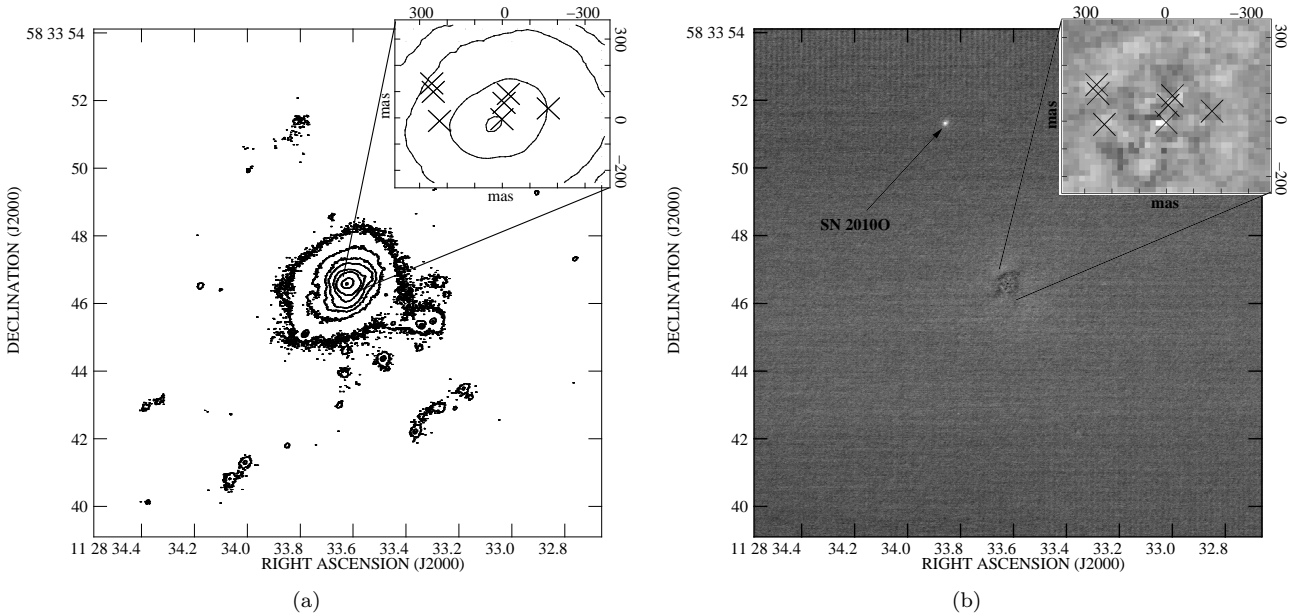 300 0 −300
300
0
−200
mas
mas
58 33 54
52
50
48
46
44
42
40
DECLINATION (J2000)
11 28 34.4 34.2 34.0 33.8 33.6 33.4 33.2 33.0 32.8
RIGHT ASCENSION (J2000)
(a)
300 0 −300
300
0
−200
mas
mas
58 33 54
52
50
48
46
44
42
40
DECLINATION (J2000)
SN 2010O
11 28 34.4 34.2 34.0 33.8 33.6 33.4 33.2 33.0 32.8
RIGHT ASCENSION (J2000)
(b)